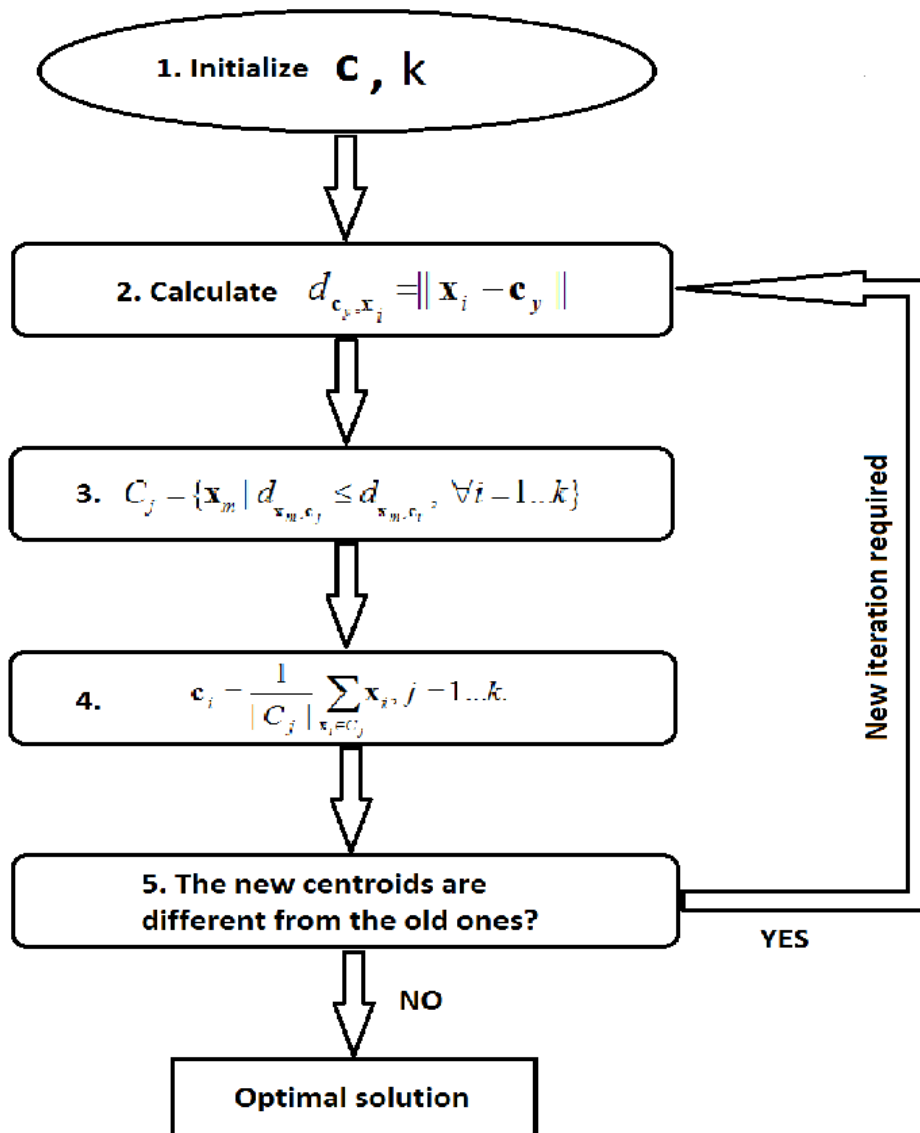 1. Initialize c, k
2. Calculate d_{c_y, x_i} = || x_i − c_y ||
3. C_j − {x_m | d_{x_m, c_j} ≤ d_{x_m, c_i}, ∀i − 1...k}
4. c_i − 1/|C_j| ∑_{x_i ∈ C_j} x_i, j − 1...k.
5. The new centroids are
different from the old ones?
YES
New iteration required
NO
Optimal solution